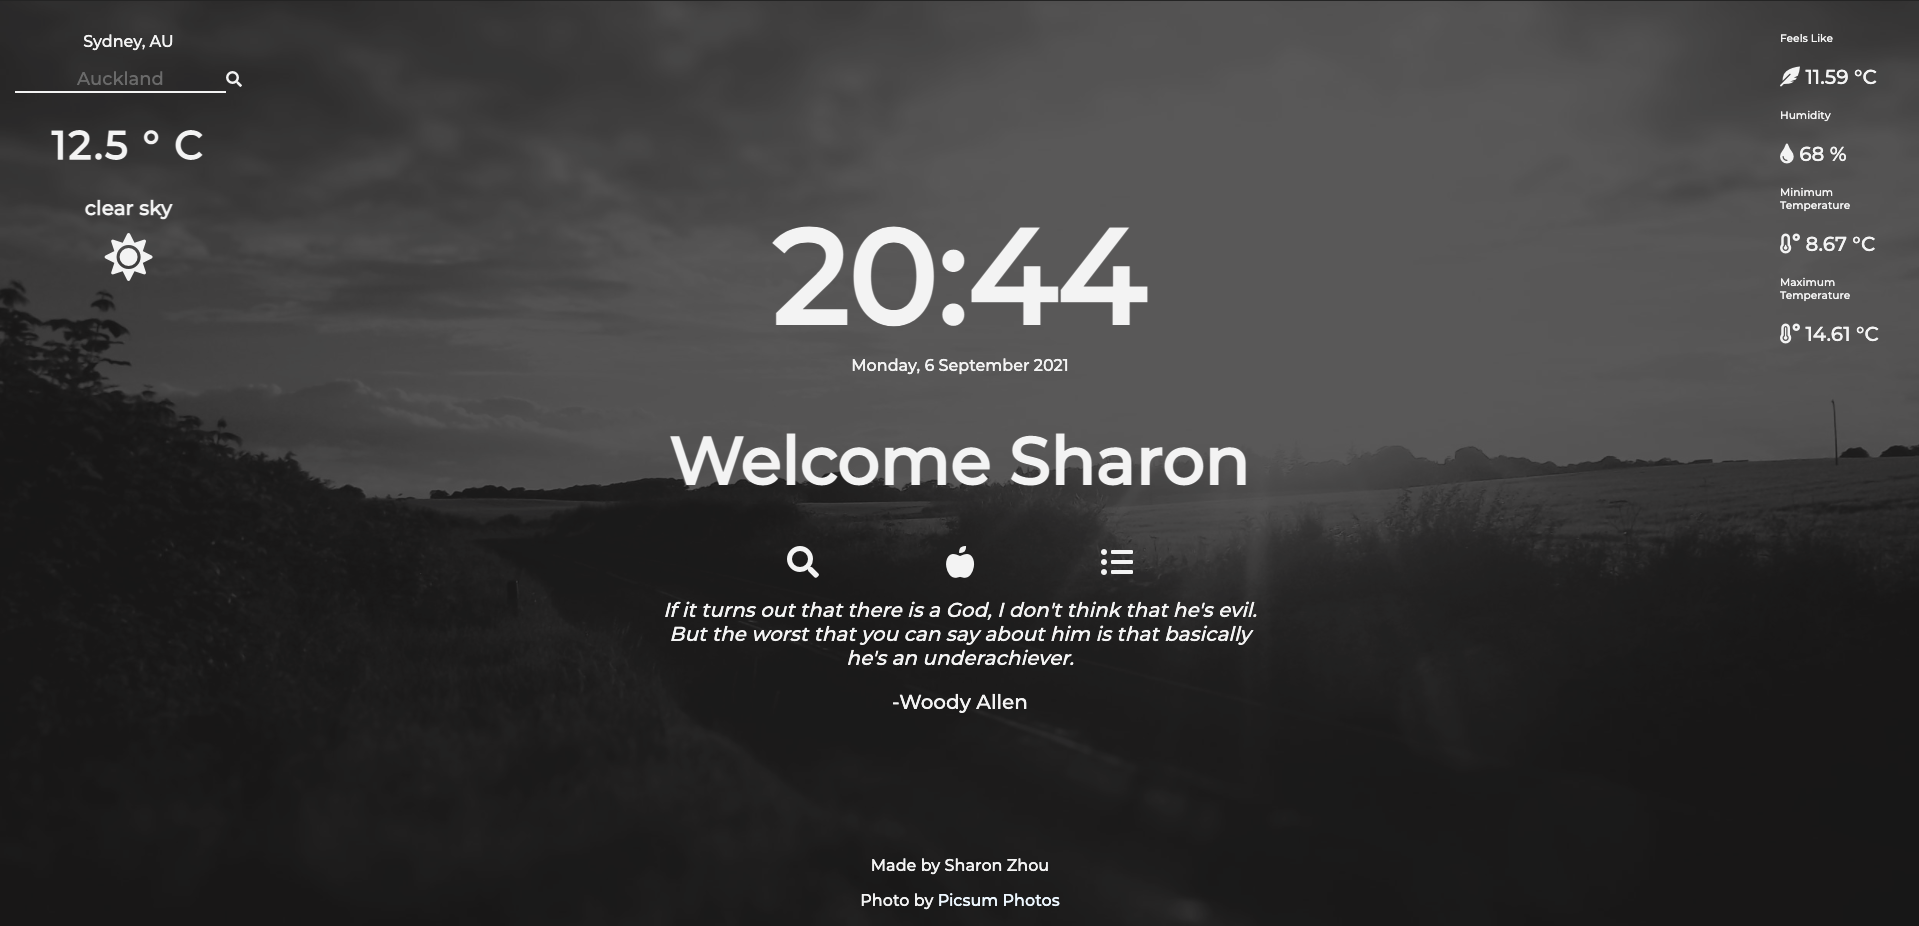 Sydney, AU
Auckland
12.5 ° C
clear sky
20:44
Monday, 6 September 2021
Welcome Sharon
If it turns out that there is a God, I don't think that he's evil.
But the worst that you can say about him is that basically
he's an underachiever.
-Woody Allen
Made by Sharon Zhou
Photo by Picsum Photos
Feels Like
11.59 °C
Humidity
68 %
Minimum
Temperature
8.67 °C
Maximum
Temperature
14.61 °C